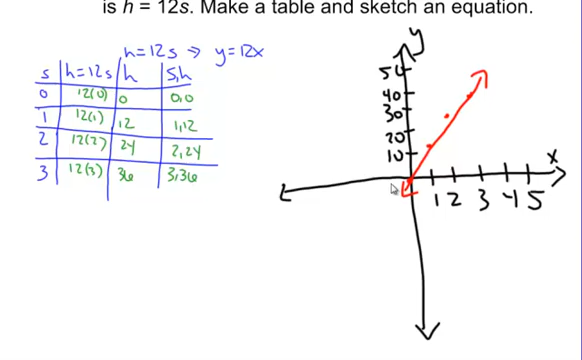 is h = 12s. Make a table and sketch an equation.
h=12s → y=12x
s h=12s h s,h
0 12(0) 0 0,0
1 12(1) 12 1,12
2 12(2) 24 2,24
3 12(3) 36 3,36
y
50
40
30
20
10
x
1 2 3 4 5